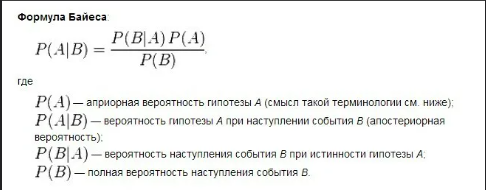 Формула Байеса:
P(A|B) = P(B|A) P(A) / P(B) .
где
P(A) — априорная вероятность гипотезы A (смысл такой терминологии см. ниже);
P(A|B) — вероятность гипотезы A при наступлении события B (апостериорная
вероятность);
P(B|A) — вероятность наступления события B при истинности гипотезы A;
P(B) — полная вероятность наступления события B.